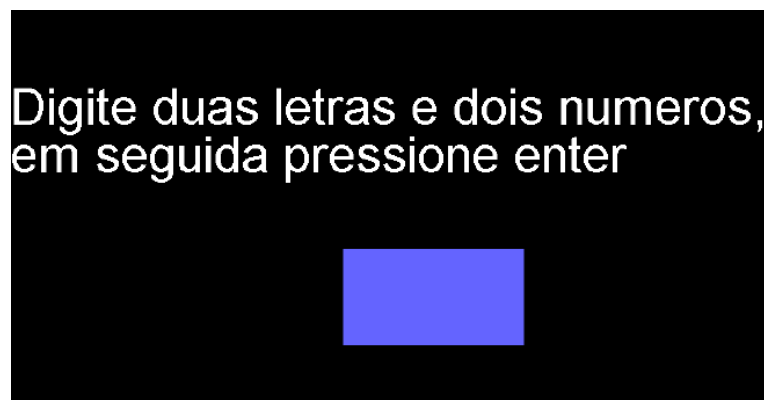 Digite duas letras e dois numeros,
em seguida pressione enter